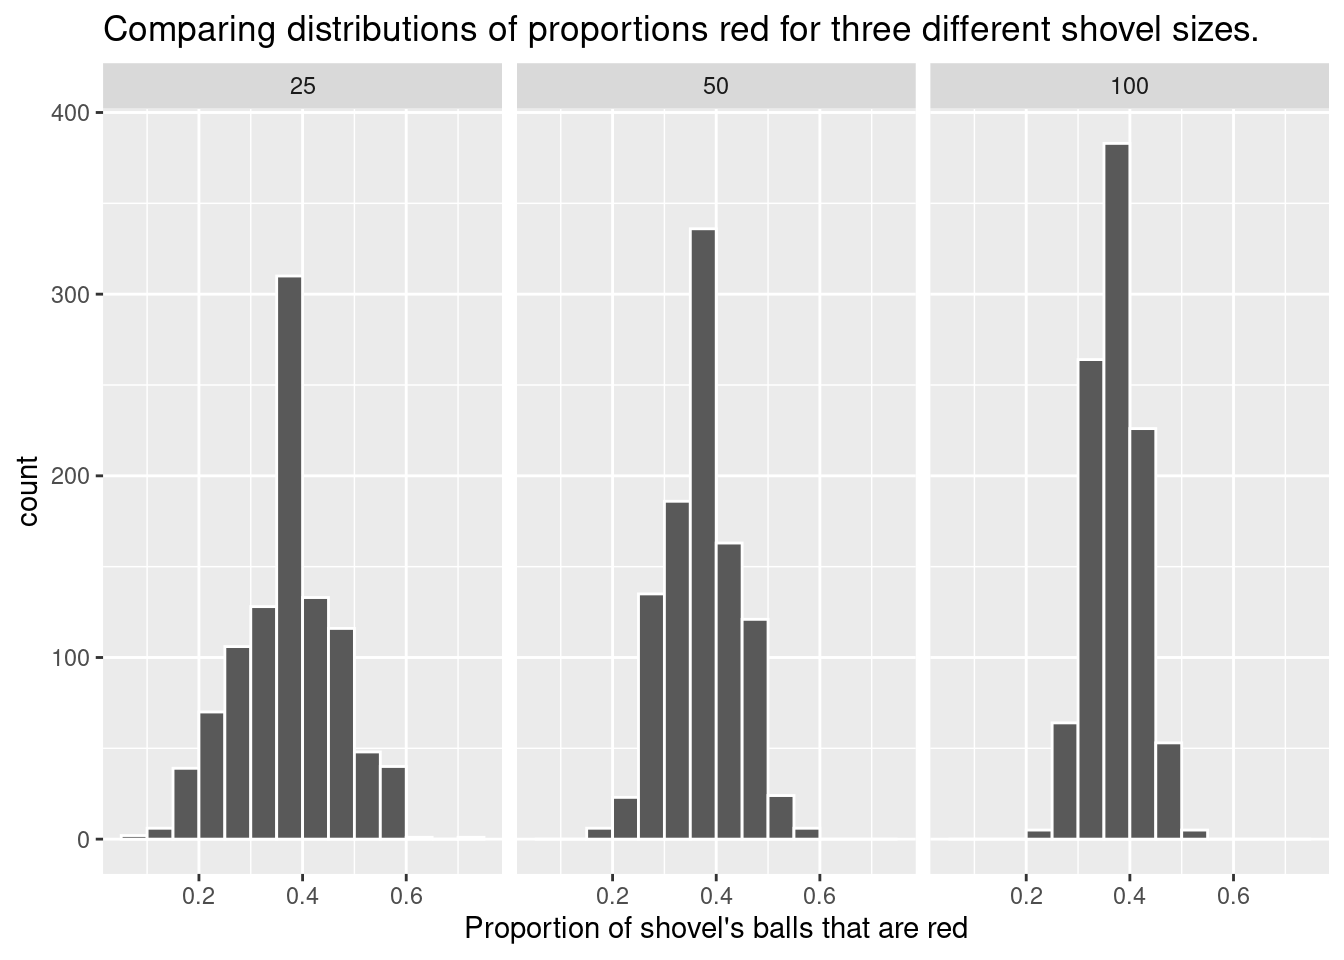 Comparing distributions of proportions red for three different shovel sizes.
25 50 100
400
300
200
100
0
count
0.2 0.4 0.6 0.2 0.4 0.6 0.2 0.4 0.6
Proportion of shovel's balls that are red